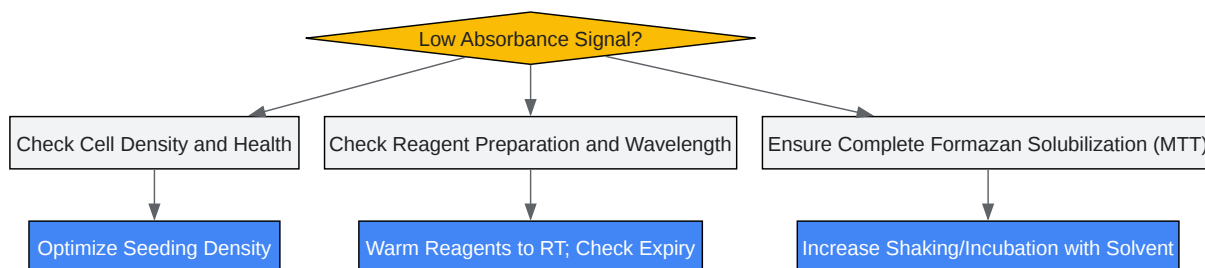 Low Absorbance Signal?
Check Cell Density and Health
Check Reagent Preparation and Wavelength
Ensure Complete Formazan Solubilization (MTT)
Optimize Seeding Density
Warm Reagents to RT; Check Expiry
Increase Shaking/Incubation with Solvent